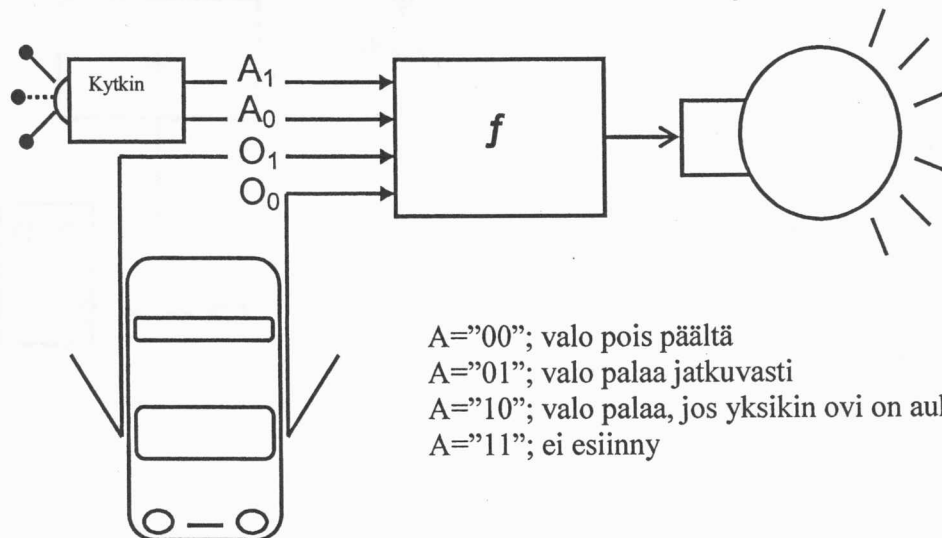 Kytkin
A₁
A₀
O₁
O₀
f
A=”00”; valo pois päältä
A=”01”; valo palaa jatkuvasti
A=”10”; valo palaa, jos yksikin ovi on auk
A=”11”; ei esiinny